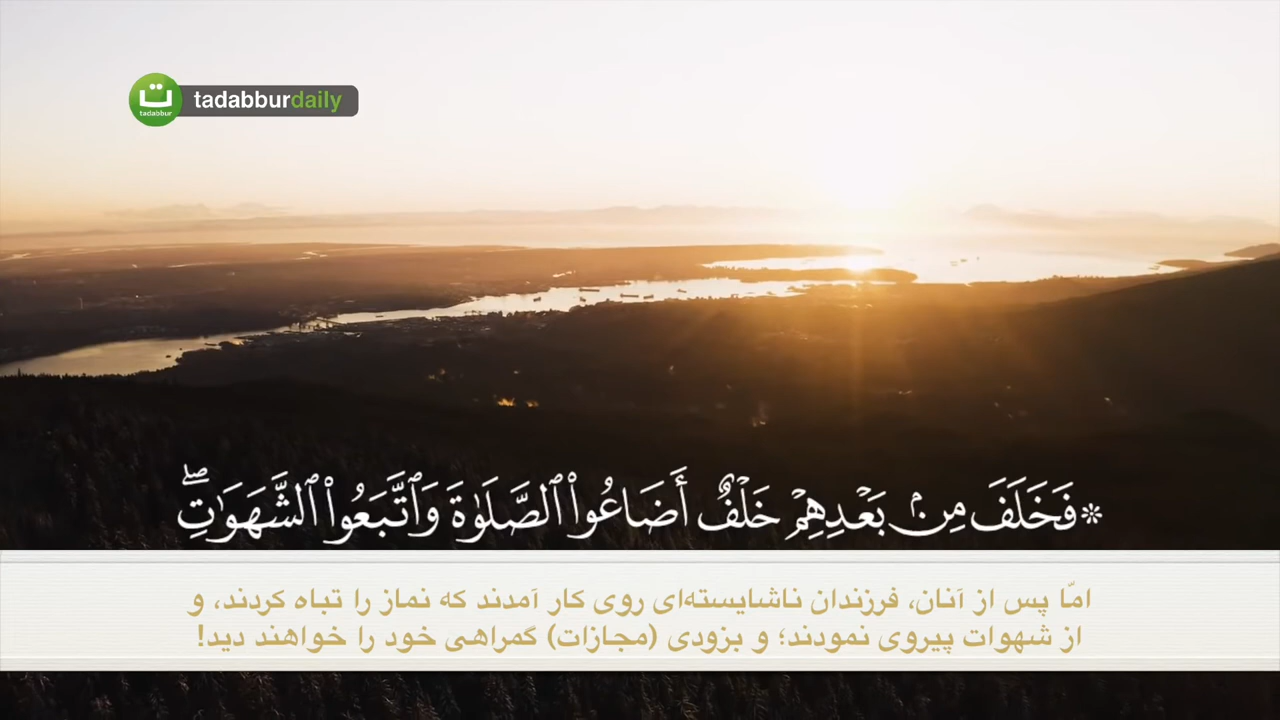 ت tadabburdaily
tadabbur
❊ فَخَلَفَ مِنۢ بَعْدِهِمْ خَلْفٌ أَضَاعُوا۟ ٱلصَّلَوٰةَ وَٱتَّبَعُوا۟ ٱلشَّهَوَٰتِ ۖ
امّا پس از آنان، فرزندان ناشایسته‌ای روی کار آمدند که نماز را تباه کردند، و
از شهوات پیروی نمودند؛ و بزودی (مجازات) گمراهی خود را خواهند دید!